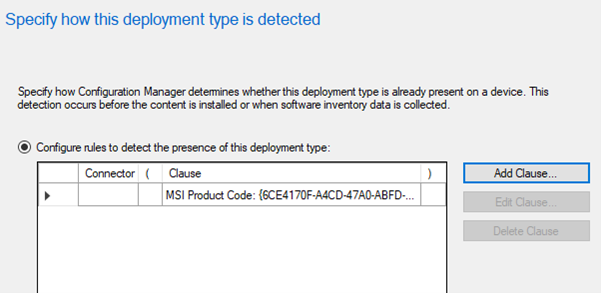 Specify how this deployment type is detected
Specify how Configuration Manager determines whether this deployment type is already present on a device. This
detection occurs before the content is installed or when software inventory data is collected.
Configure rules to detect the presence of this deployment type:
Connector ( Clause )
Add Clause...
MSI Product Code: {6CE4170F-A4CD-47A0-ABFD-...
Edit Clause...
Delete Clause